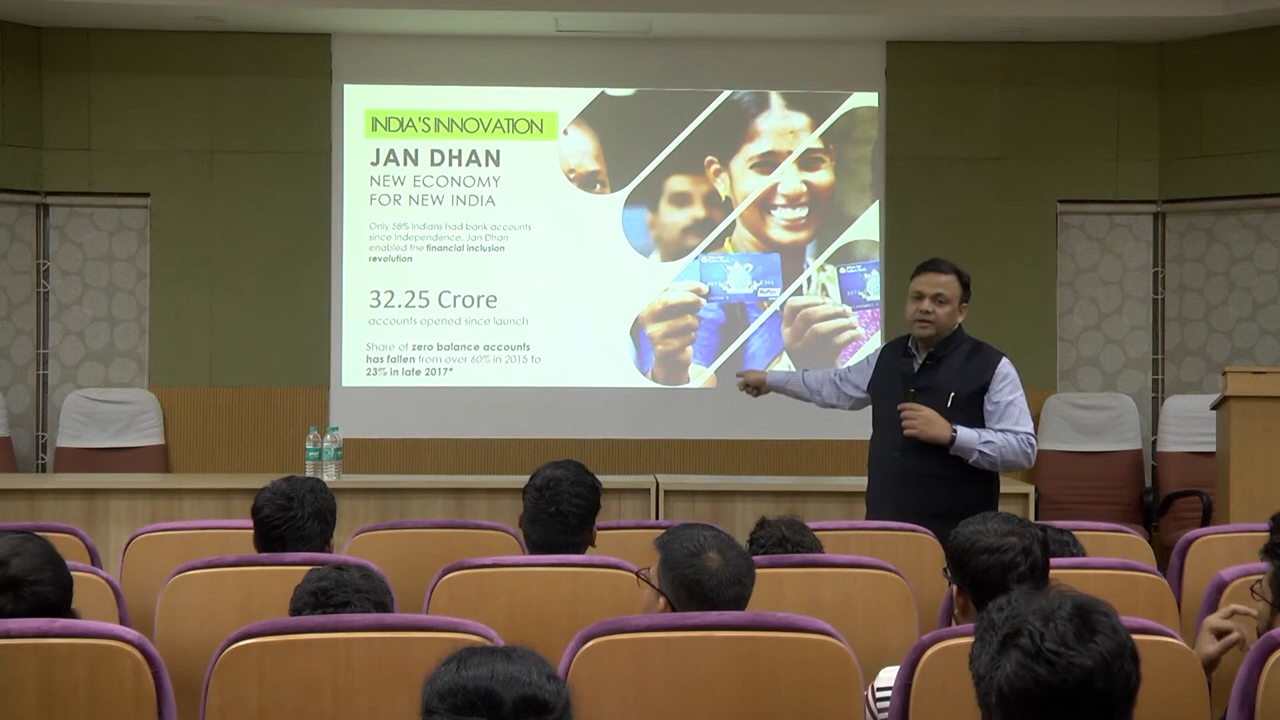 INDIA'S INNOVATION
JAN DHAN
NEW ECONOMY
FOR NEW INDIA
Only 58% Indians had bank accounts
since independence. Jan Dhan
enabled the financial inclusion
revolution
32.25 Crore
accounts opened since launch
Share of zero balance accounts
has fallen from over 60% in 2015 to
23% in late 2017*